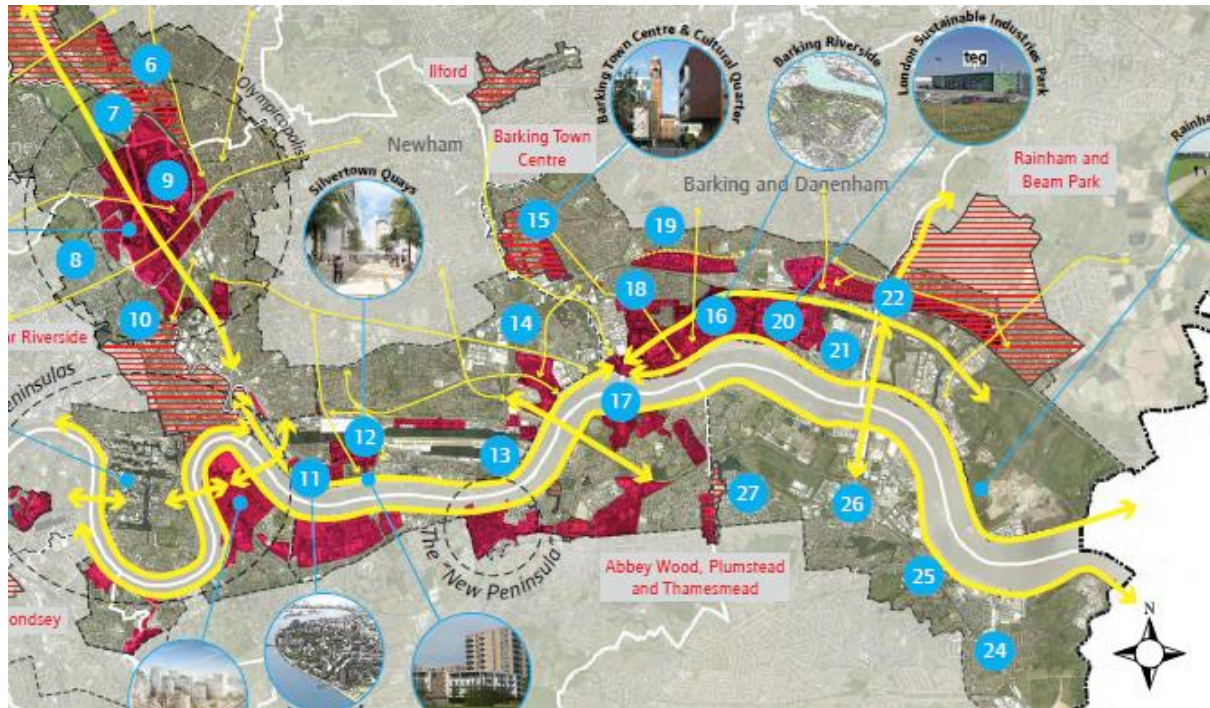 6
7
9
8
10
Olympicopolis
Ilford
Newham
Silvertown Quays
Barking Town
Centre
Barking Town Centre & Cultural Quarter
Barking Riverside
London Sustainable Industries Park
teg
Barking and Dagenham
Rainham and
Beam Park
Rainha
15
19
18
14
16
20
21
22
17
12
11
13
27
26
25
24
r Riverside
eninsulas
The 'New Peninsula'
Abbey Wood, Plumstead
and Thamesmead
ondsey
N